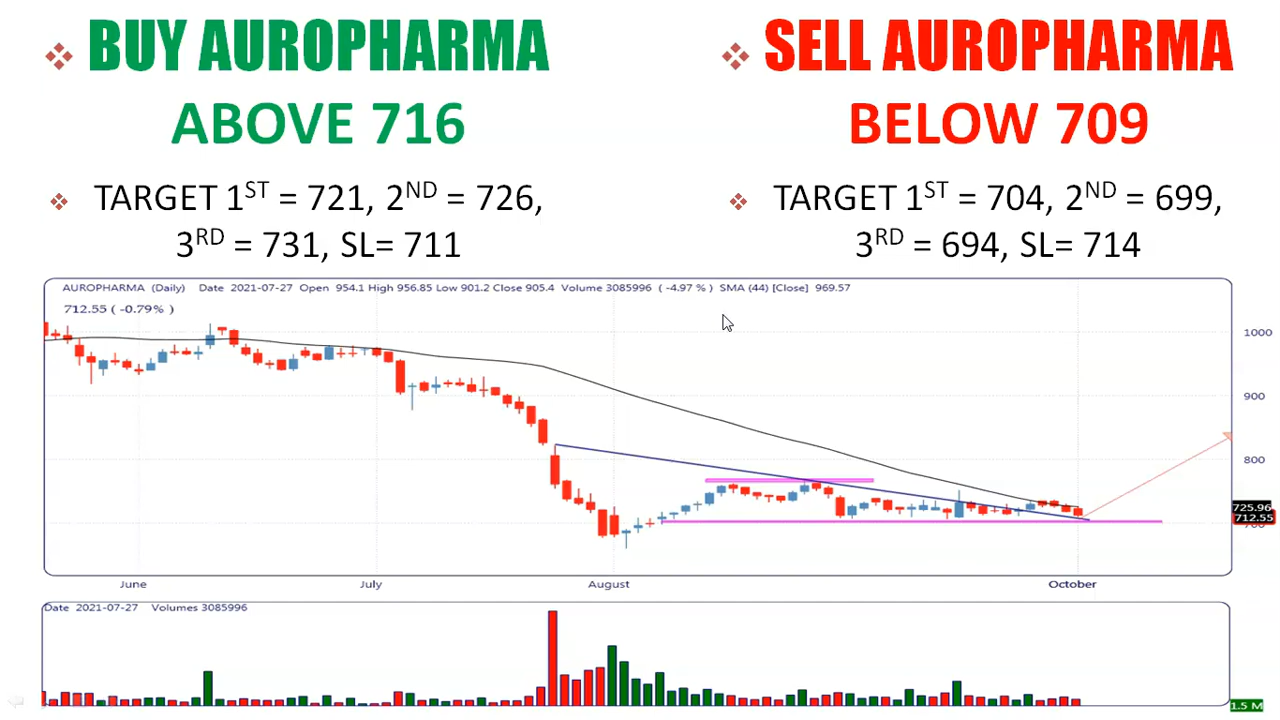 BUY AUROPHARMA
ABOVE 716
TARGET 1ST = 721, 2ND = 726,
3RD = 731, SL= 711
SELL AUROPHARMA
BELOW 709
TARGET 1ST = 704, 2ND = 699,
3RD = 694, SL= 714
AUROPHARMA (Daily) Date 2021-07-27 Open 954.1 High 956.85 Low 901.2 Close 905.4 Volume 3085996 ( -4.97 % ) SMA (44) [Close] 969.57
712.55 ( -0.79% )
1000
900
800
725.96
712.55
June July August October
Date 2021-07-27 Volumes 3085996
1.5 M